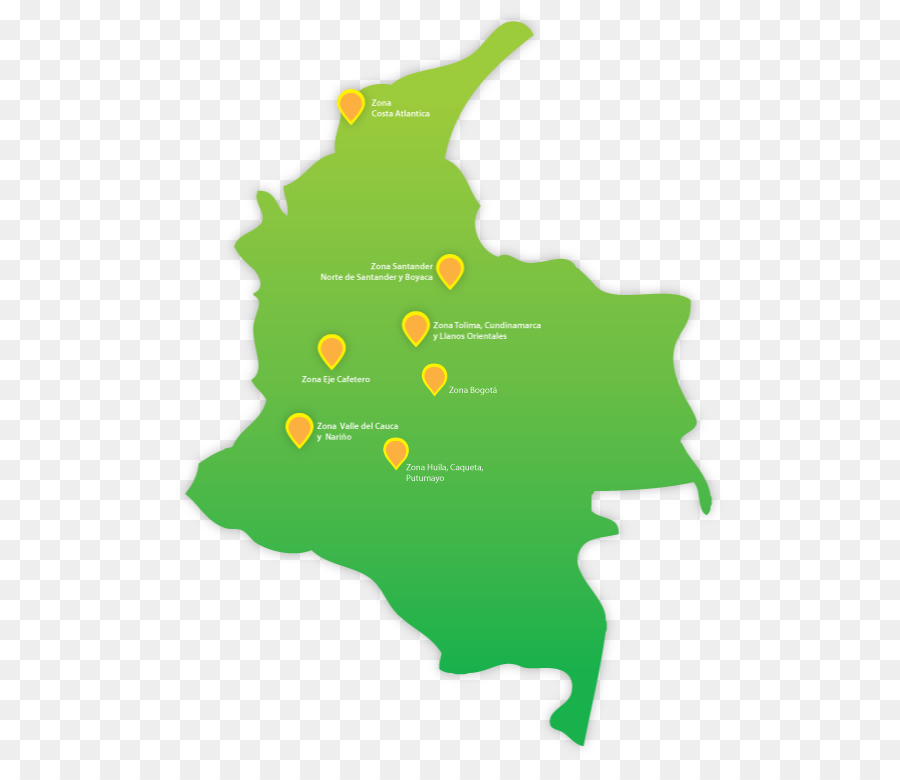 Zona
Costa Atlantica
Zona Santander
Norte de Santander y Boyaca
Zona Tolima, Cundinamarca
y Llanos Orientales
Zona Eje Cafetero
Zona Bogotá
Zona Valle del Cauca
y Nariño
Zona Huila, Caqueta,
Putumayo